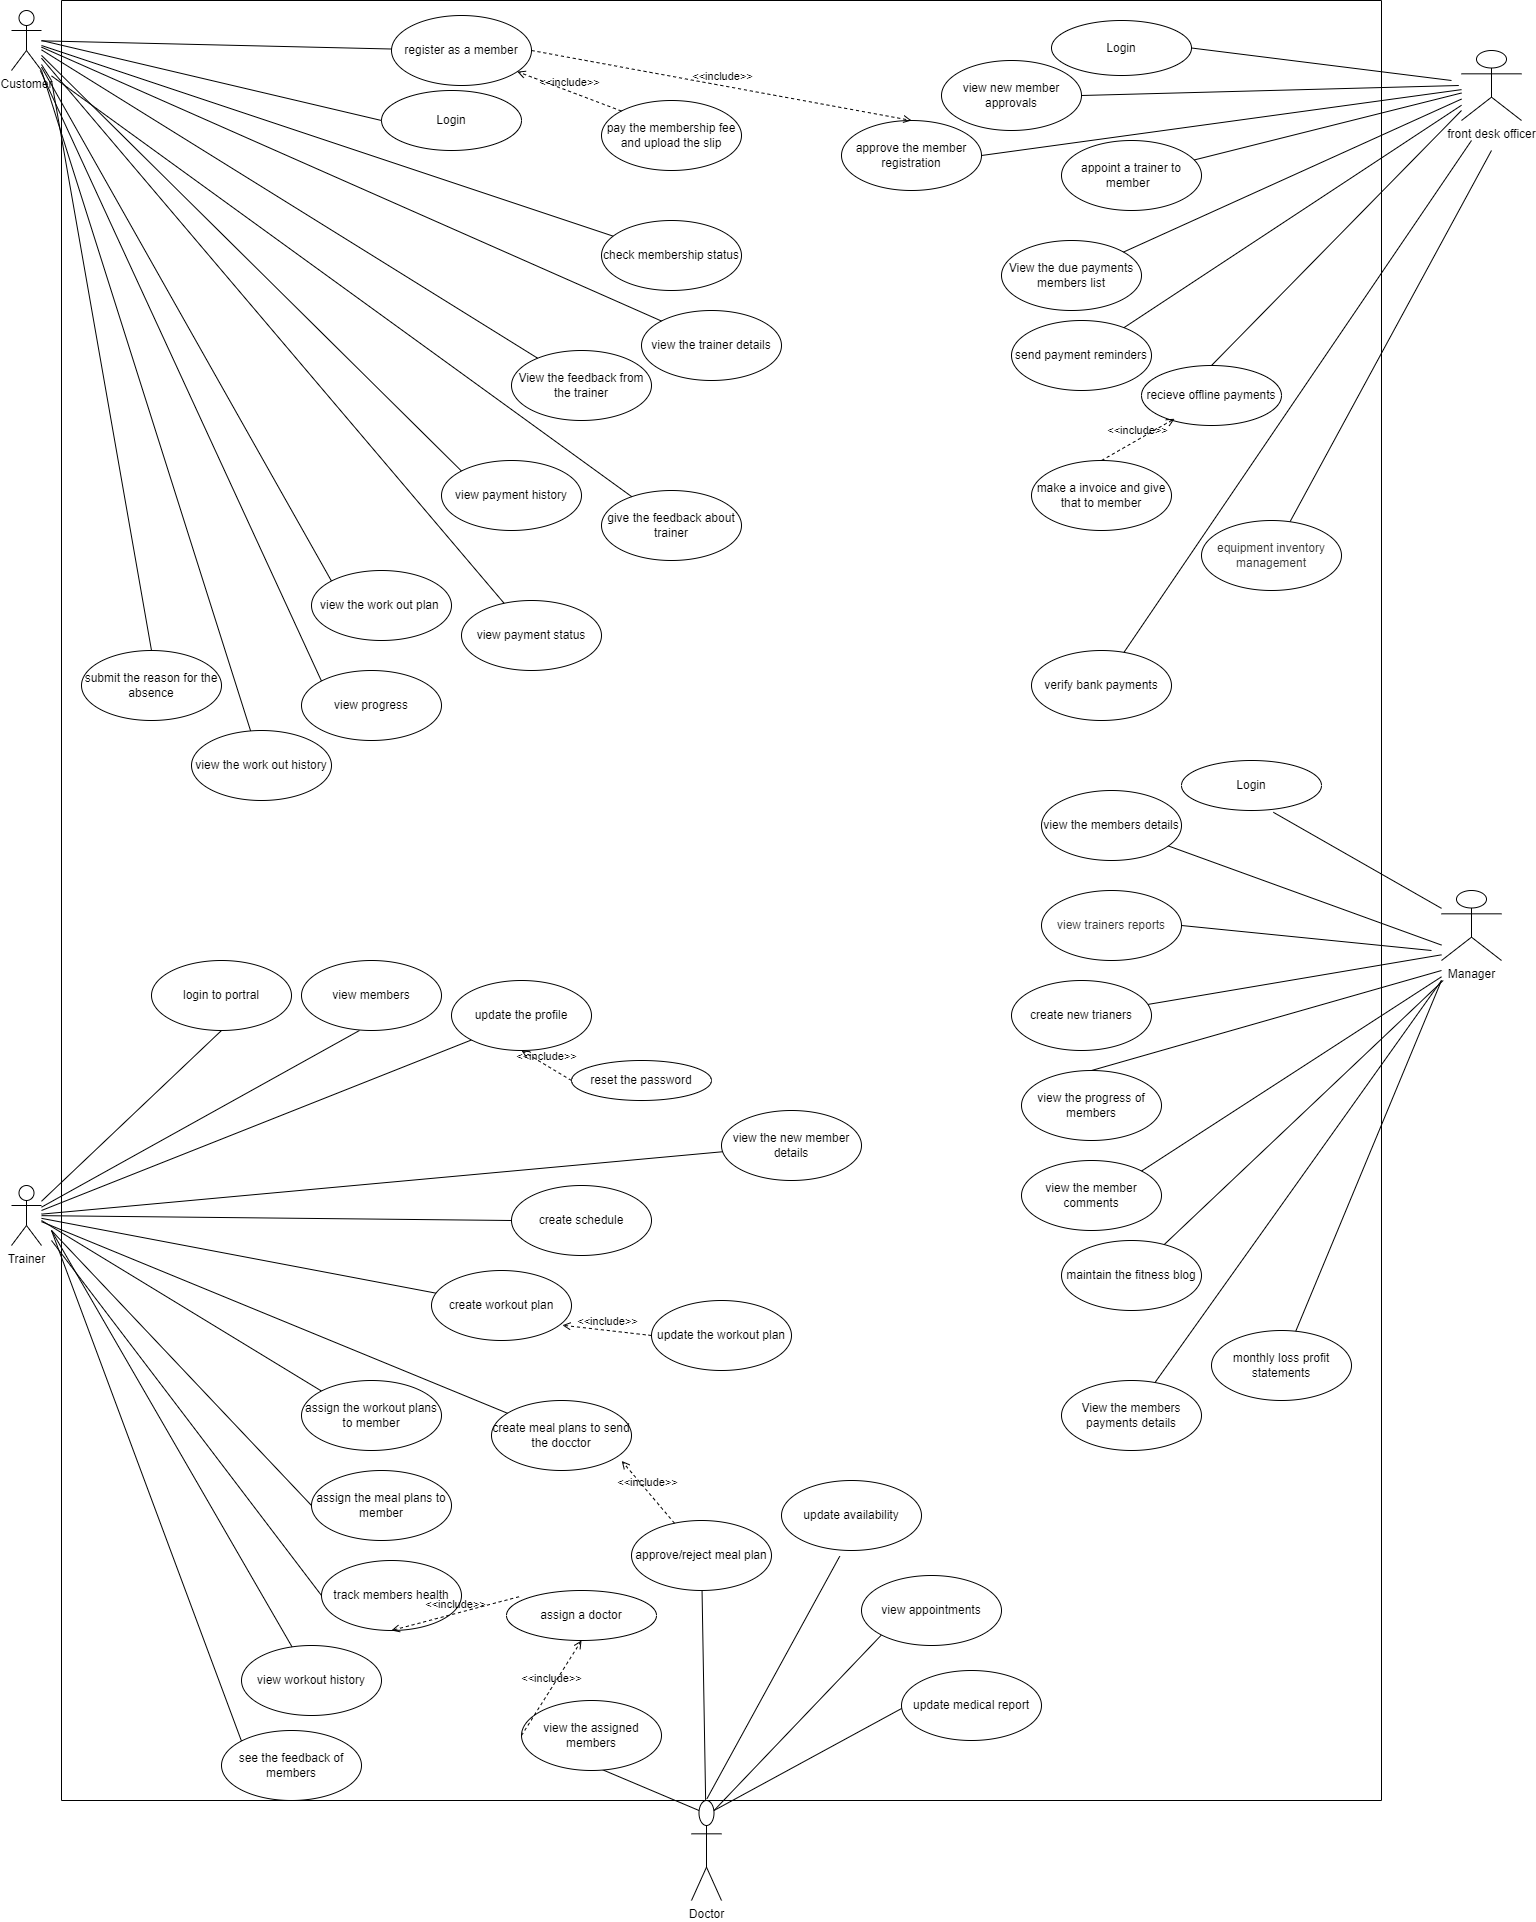 Customer
register as a member
<<include>>
<<include>>
Login
pay the membership fee
and upload the slip
Login
view new member
approvals
approve the member
registration
front desk officer
appoint a trainer to
member
check membership status
View the due payments
members list
view the trainer details
send payment reminders
View the feedback from
the trainer
recieve offline payments
<<include>>
view payment history
make a invoice and give
that to member
give the feedback about
trainer
equipment inventory
management
view the work out plan
view payment status
submit the reason for the
absence
view progress
verify bank payments
view the work out history
Login
view the members details
view trainers reports
Manager
login to portral
view members
update the profile
create new trianers
<<include>>
reset the password
view the progress of
members
view the new member
details
view the member
comments
create schedule
Trainer
maintain the fitness blog
create workout plan
<<include>>
update the workout plan
monthly loss profit
statements
assign the workout plans
to member
View the members
payments details
create meal plans to send
the docctor
<<include>>
assign the meal plans to
member
update availability
approve/reject meal plan
track members health
<<include>>
assign a doctor
view appointments
view workout history
<<include>>
update medical report
view the assigned
members
see the feedback of
members
Doctor